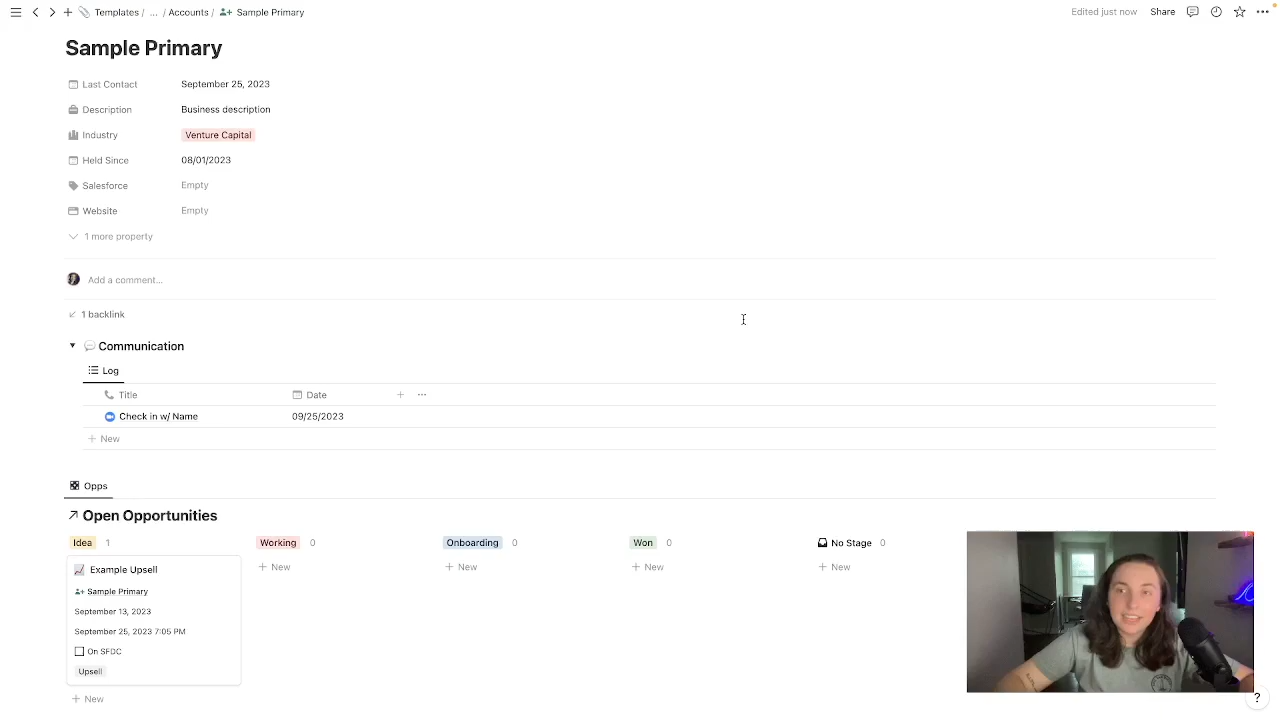 Templates / ... / Accounts / Sample Primary
Edited just now Share
Sample Primary
Last Contact September 25, 2023
Description Business description
Industry Venture Capital
Held Since 08/01/2023
Salesforce Empty
Website Empty
1 more property
Add a comment...
1 backlink
Communication
Log
Title Date
Check in w/ Name 09/25/2023
New
Opps
Open Opportunities
Idea 1 Working 0 Onboarding 0 Won 0 No Stage 0
New New New New
Example Upsell
Sample Primary
September 13, 2023
September 25, 2023 7:05 PM
On SFDC
Upsell
New
?